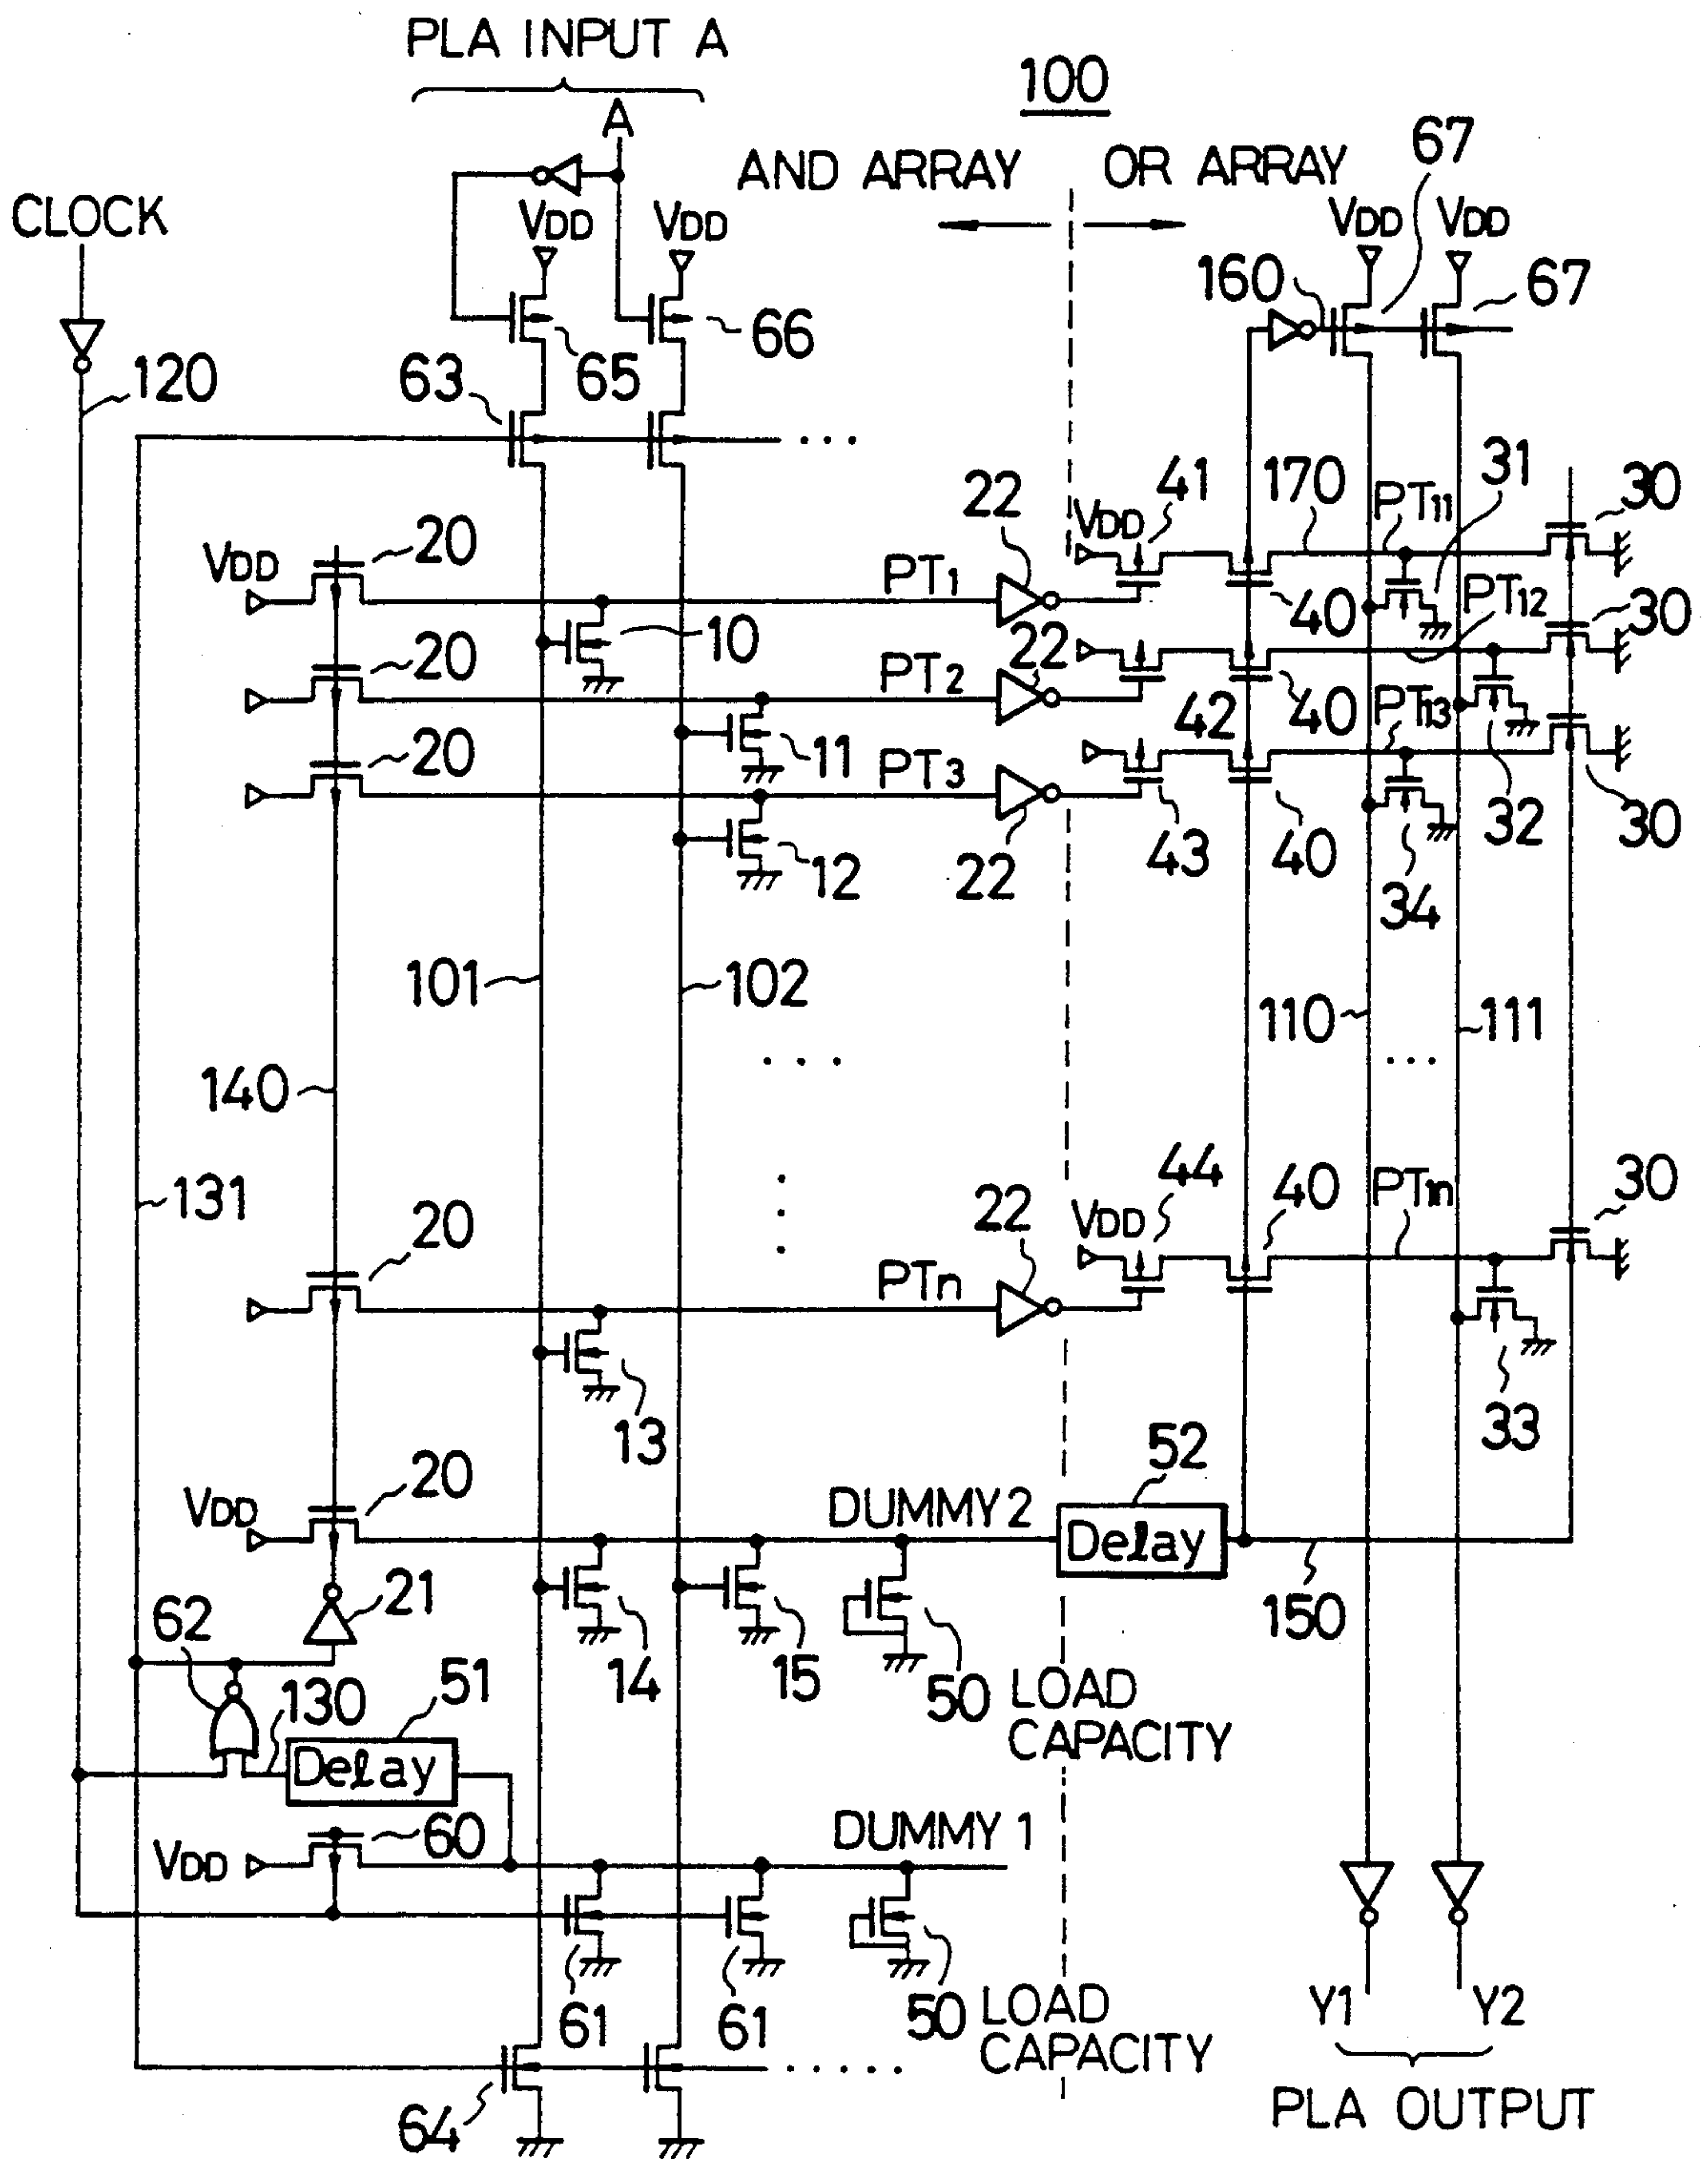 PLA INPUT A
100
A
67
AND ARRAY
OR ARRAY
CLOCK
VDD
VDD
VDD
VDD
160
67
66
65
63
120
...
31
41
170
PT11
30
22
VDD
20
VDD
PT1
40
PT12
30
10
20
22
PT2
42
40
PT13
20
11
PT3
32
30
43
40
12
22
34
101
102
110
111
...
...
140
44
30
131
22
40
PT1n
20
VDD
PTn
33
13
52
20
VDD
DUMMY 2
Delay
21
150
62
14
15
50
LOAD
CAPACITY
130
51
Delay
60
DUMMY 1
VDD
61
61
50
LOAD
CAPACITY
Y1
Y2
.....
64
PLA OUTPUT